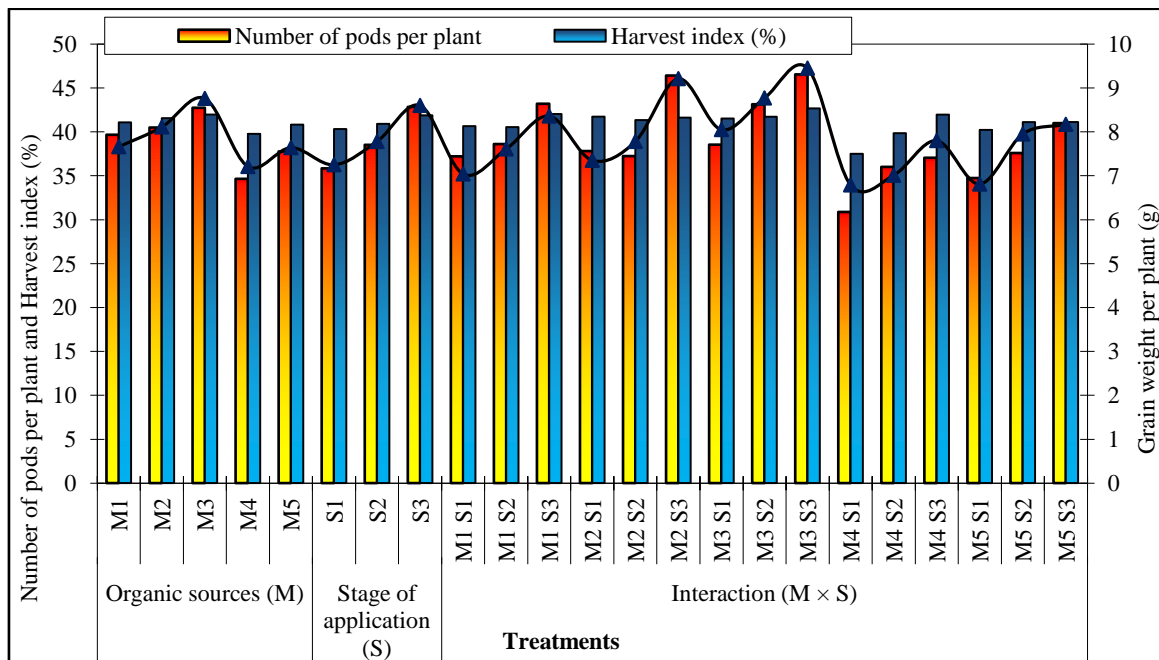 Number of pods per plant
Harvest index (%)
Number of pods per plant and Harvest index (%)
50
45
40
35
30
25
20
15
10
5
0
10
9
8
7
6
5
4
3
2
1
0
Grain weight per plant (g)
M1
M2
M3
M4
M5
S1
S2
S3
M1 S1
M1 S2
M1 S3
M2 S1
M2 S2
M2 S3
M3 S1
M3 S2
M3 S3
M4 S1
M4 S2
M4 S3
M5 S1
M5 S2
M5 S3
Organic sources (M)
Stage of
application
(S)
Interaction (M × S)
Treatments